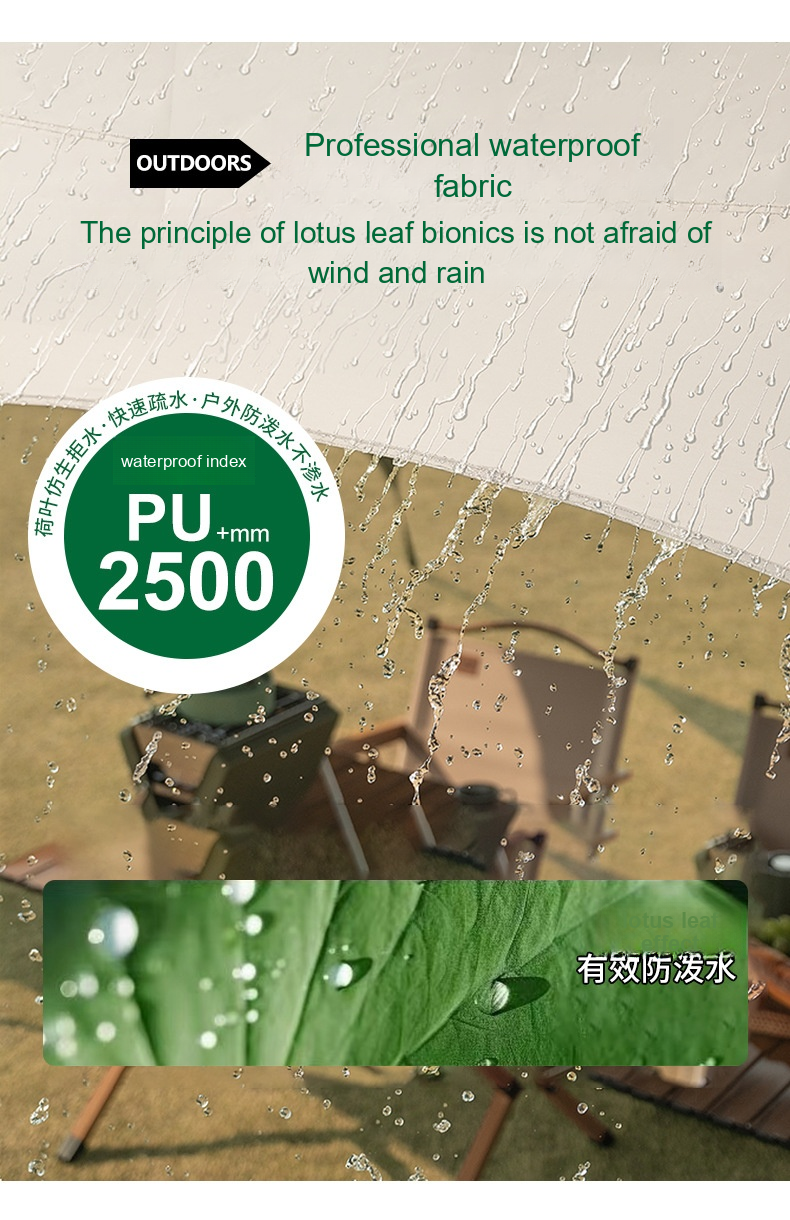 OUTDOORS
Professional waterproof
fabric
The principle of lotus leaf bionics is not afraid of
wind and rain
荷叶仿生拒水·快速疏水·户外防泼水不渗水
waterproof index
PU +mm
2500
lotus leaf
有效防泼水